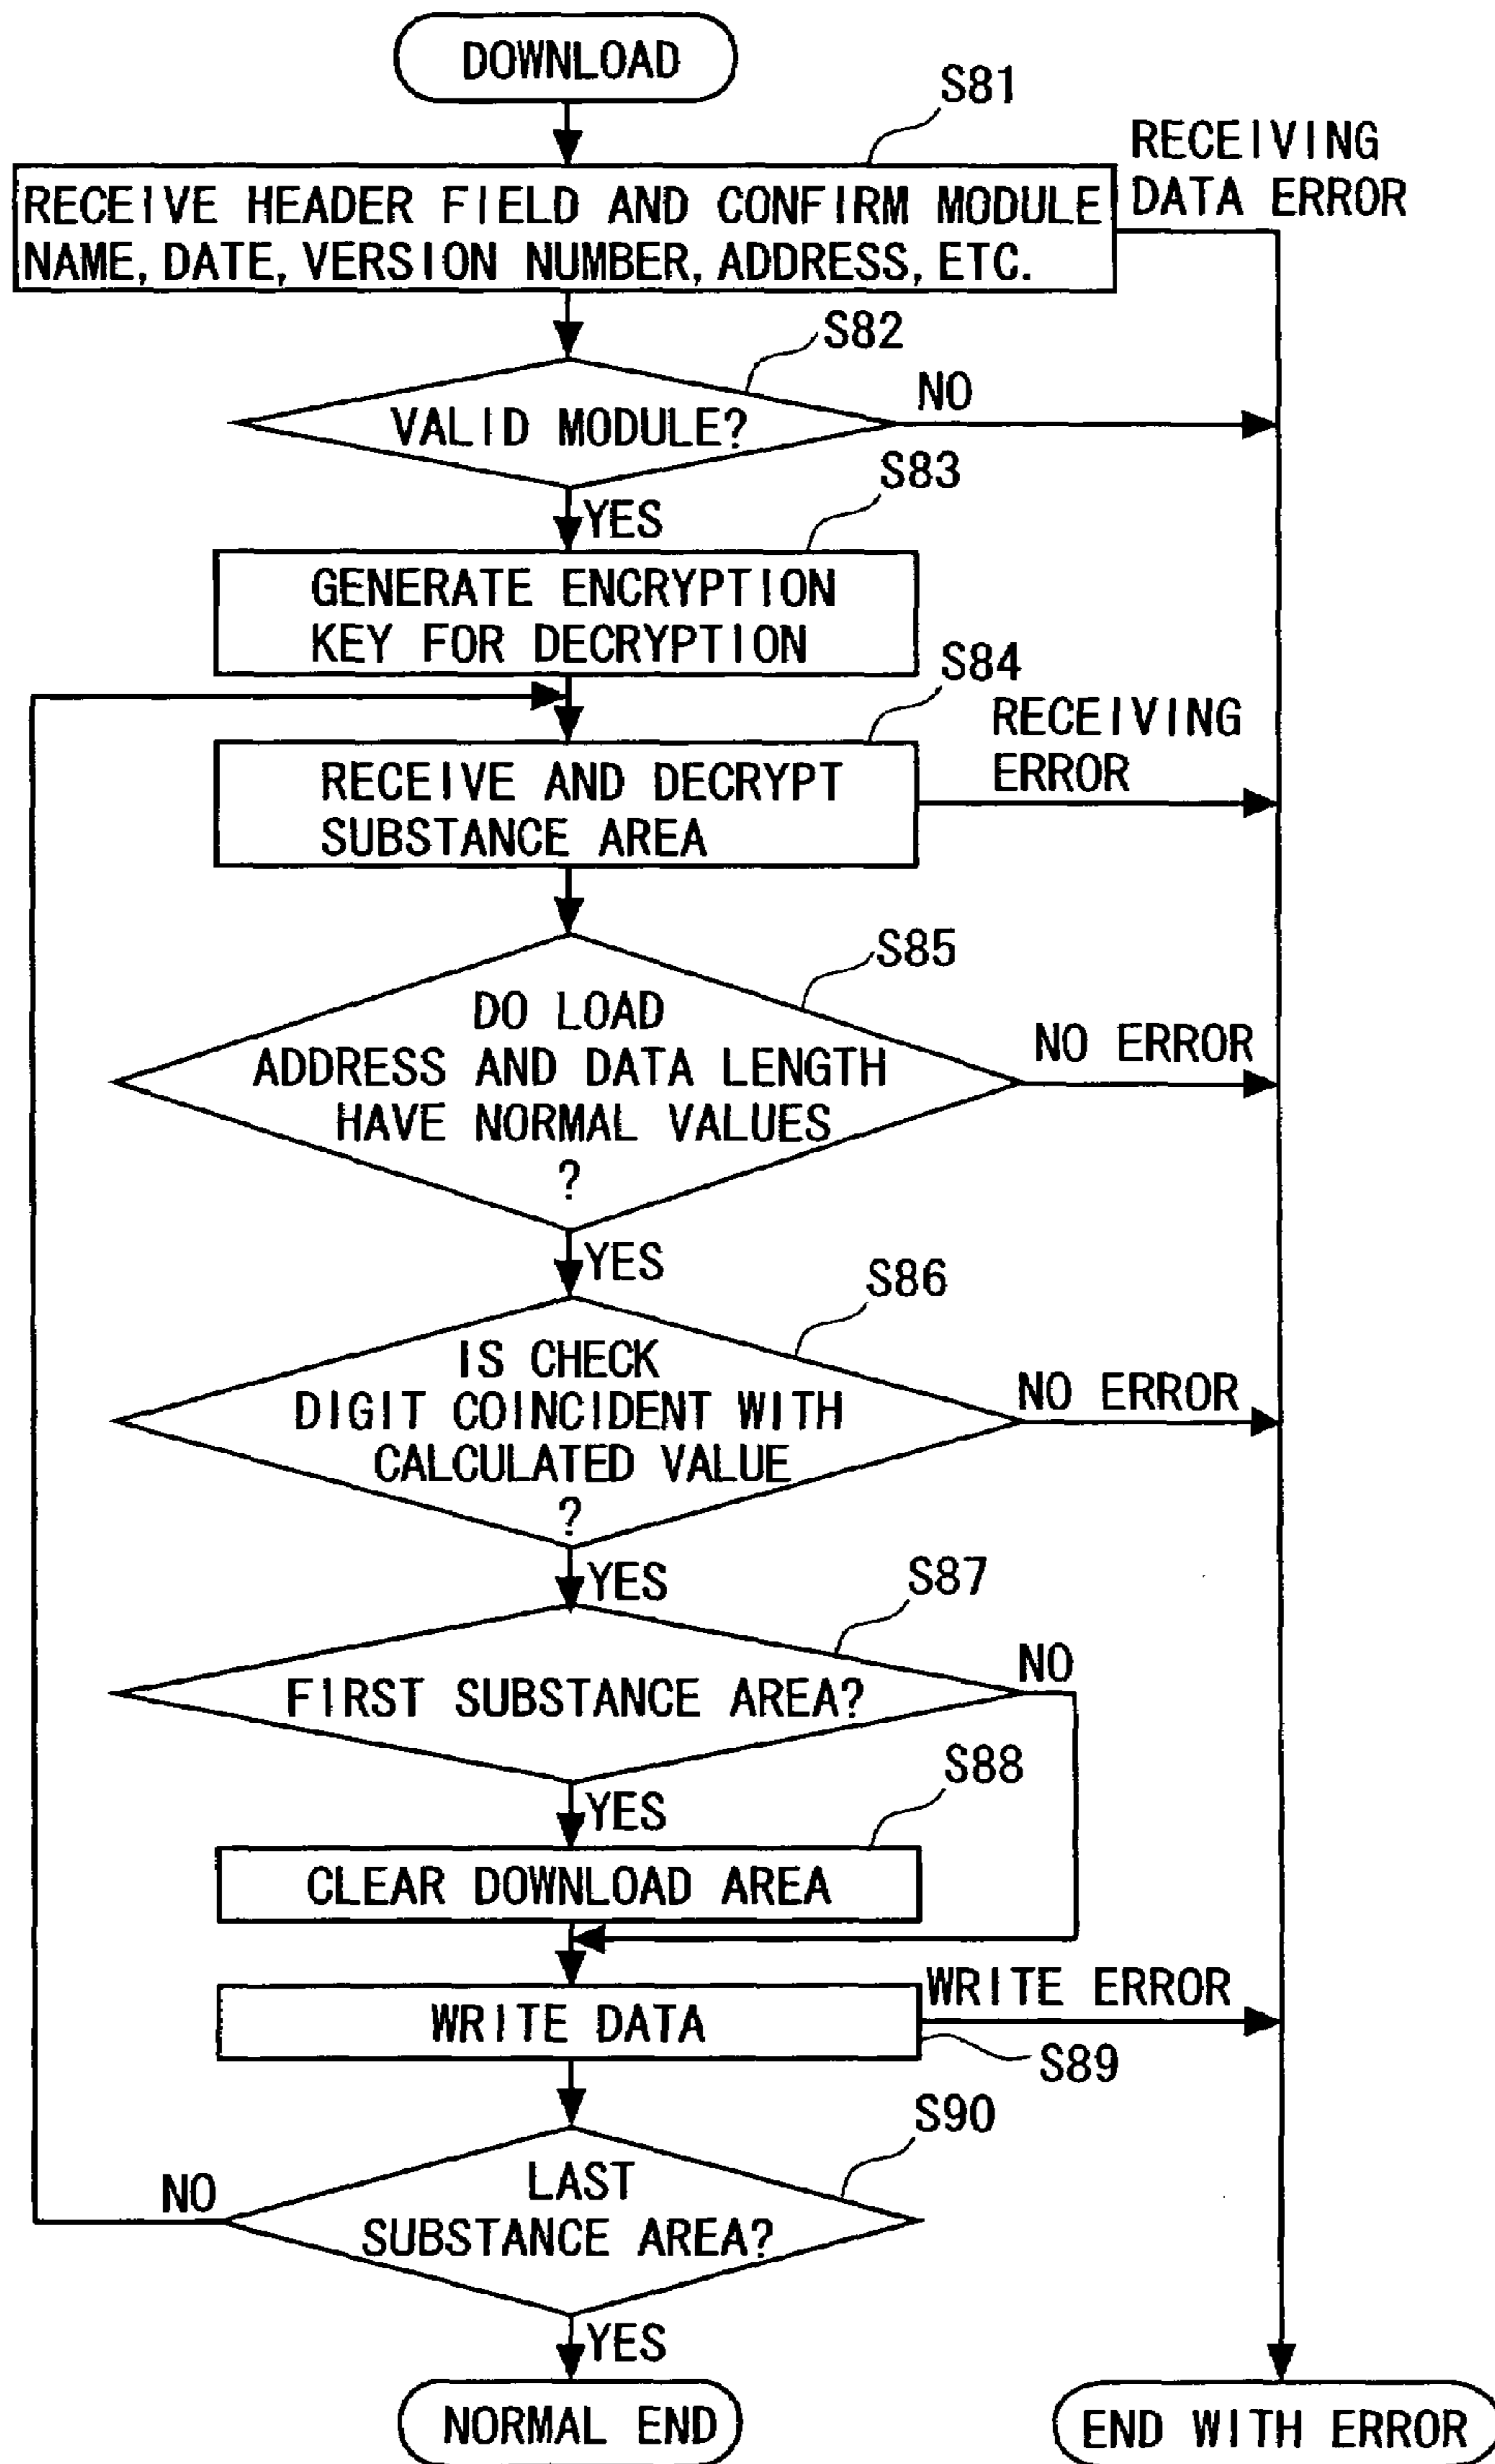 DOWNLOAD
S81
RECEIVING
DATA ERROR
RECEIVE HEADER FIELD AND CONFIRM MODULE
NAME, DATE, VERSION NUMBER, ADDRESS, ETC.
S82
VALID MODULE?
NO
YES
S83
GENERATE ENCRYPTION
KEY FOR DECRYPTION
S84
RECEIVING
ERROR
RECEIVE AND DECRYPT
SUBSTANCE AREA
S85
DO LOAD
ADDRESS AND DATA LENGTH
HAVE NORMAL VALUES
?
NO ERROR
YES
S86
IS CHECK
DIGIT COINCIDENT WITH
CALCULATED VALUE
?
NO ERROR
YES
S87
FIRST SUBSTANCE AREA?
NO
YES
S88
CLEAR DOWNLOAD AREA
WRITE DATA
WRITE ERROR
S89
S90
LAST
SUBSTANCE AREA?
NO
YES
NORMAL END
END WITH ERROR